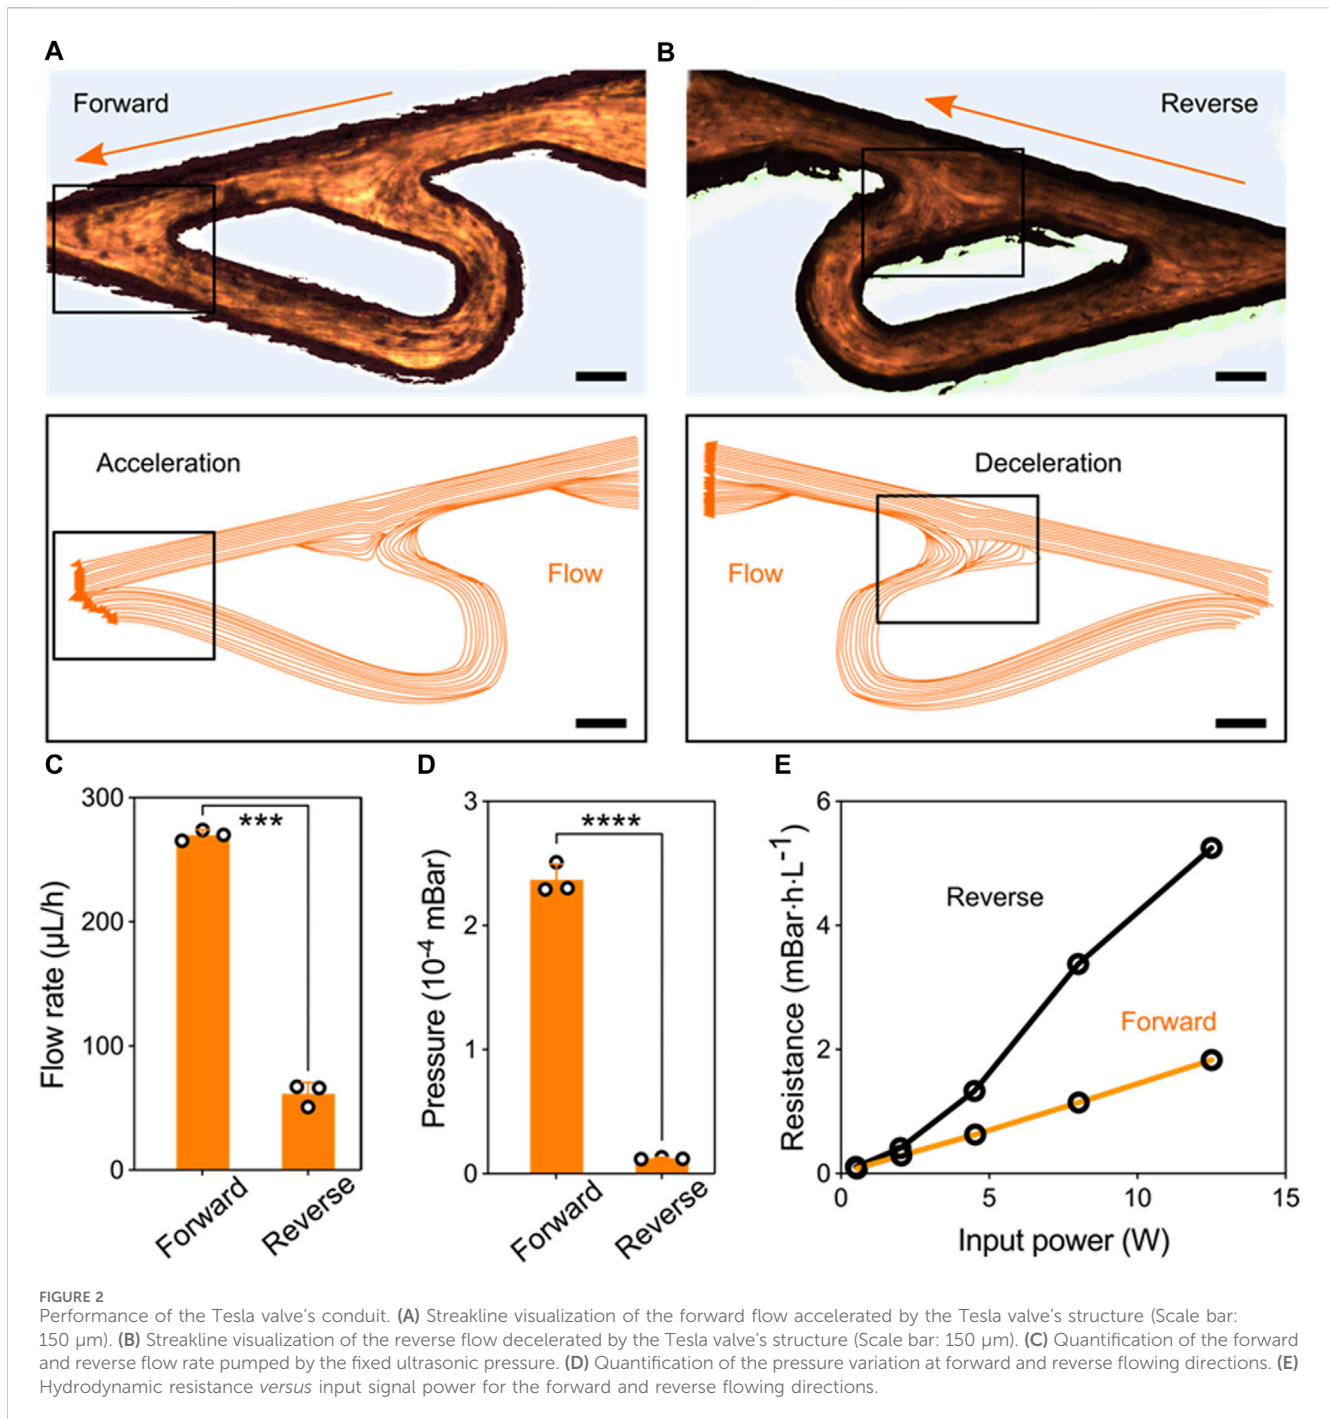 A
B
Forward
Reverse
Acceleration
Deceleration
Flow
Flow
C
D
E
300
200
100
0
Flow rate (µL/h)
***
Forward
Reverse
3
2
1
0
Pressure (10⁻⁴ mBar)
****
Forward
Reverse
6
4
2
0
Resistance (mBar·h·L⁻¹)
Reverse
Forward
0
5
10
15
Input power (W)
FIGURE 2
Performance of the Tesla valve's conduit. (A) Streakline visualization of the forward flow accelerated by the Tesla valve's structure (Scale bar:
150 µm). (B) Streakline visualization of the reverse flow decelerated by the Tesla valve's structure (Scale bar: 150 µm). (C) Quantification of the forward
and reverse flow rate pumped by the fixed ultrasonic pressure. (D) Quantification of the pressure variation at forward and reverse flowing directions. (E)
Hydrodynamic resistance versus input signal power for the forward and reverse flowing directions.